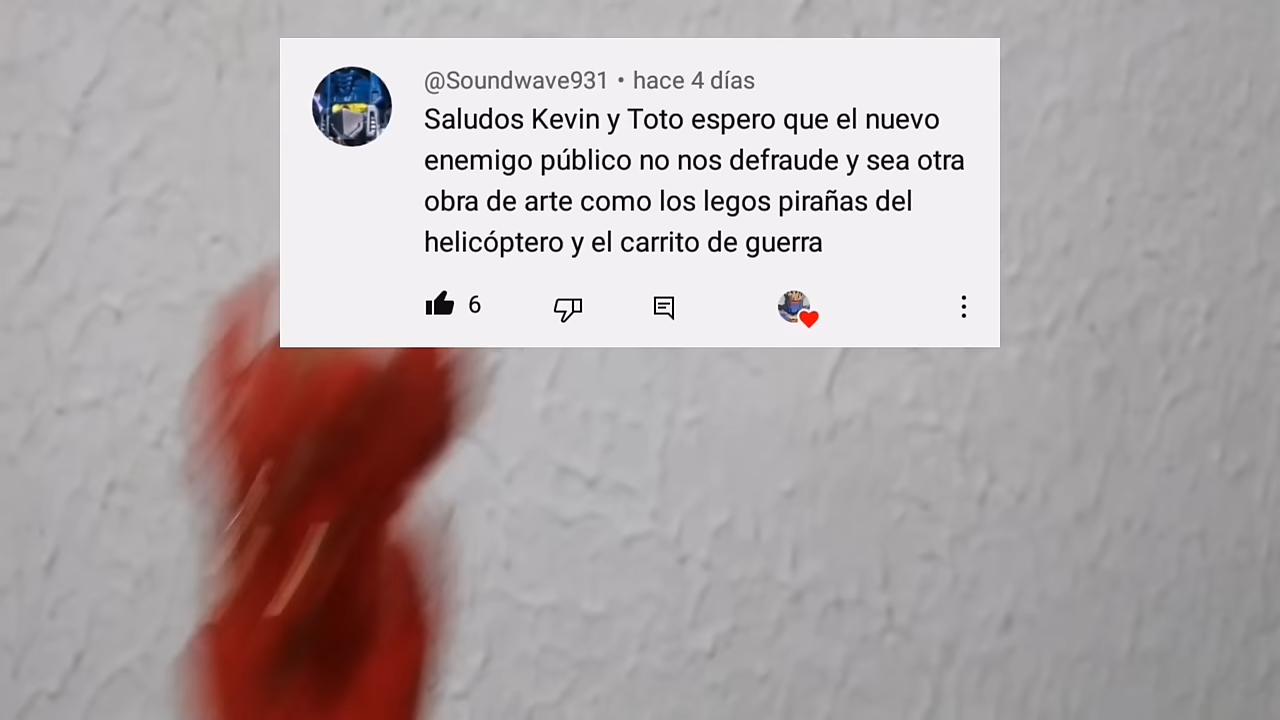 @Soundwave931 • hace 4 días
Saludos Kevin y Toto espero que el nuevo
enemigo público no nos defraude y sea otra
obra de arte como los legos pirañas del
helicóptero y el carrito de guerra
6